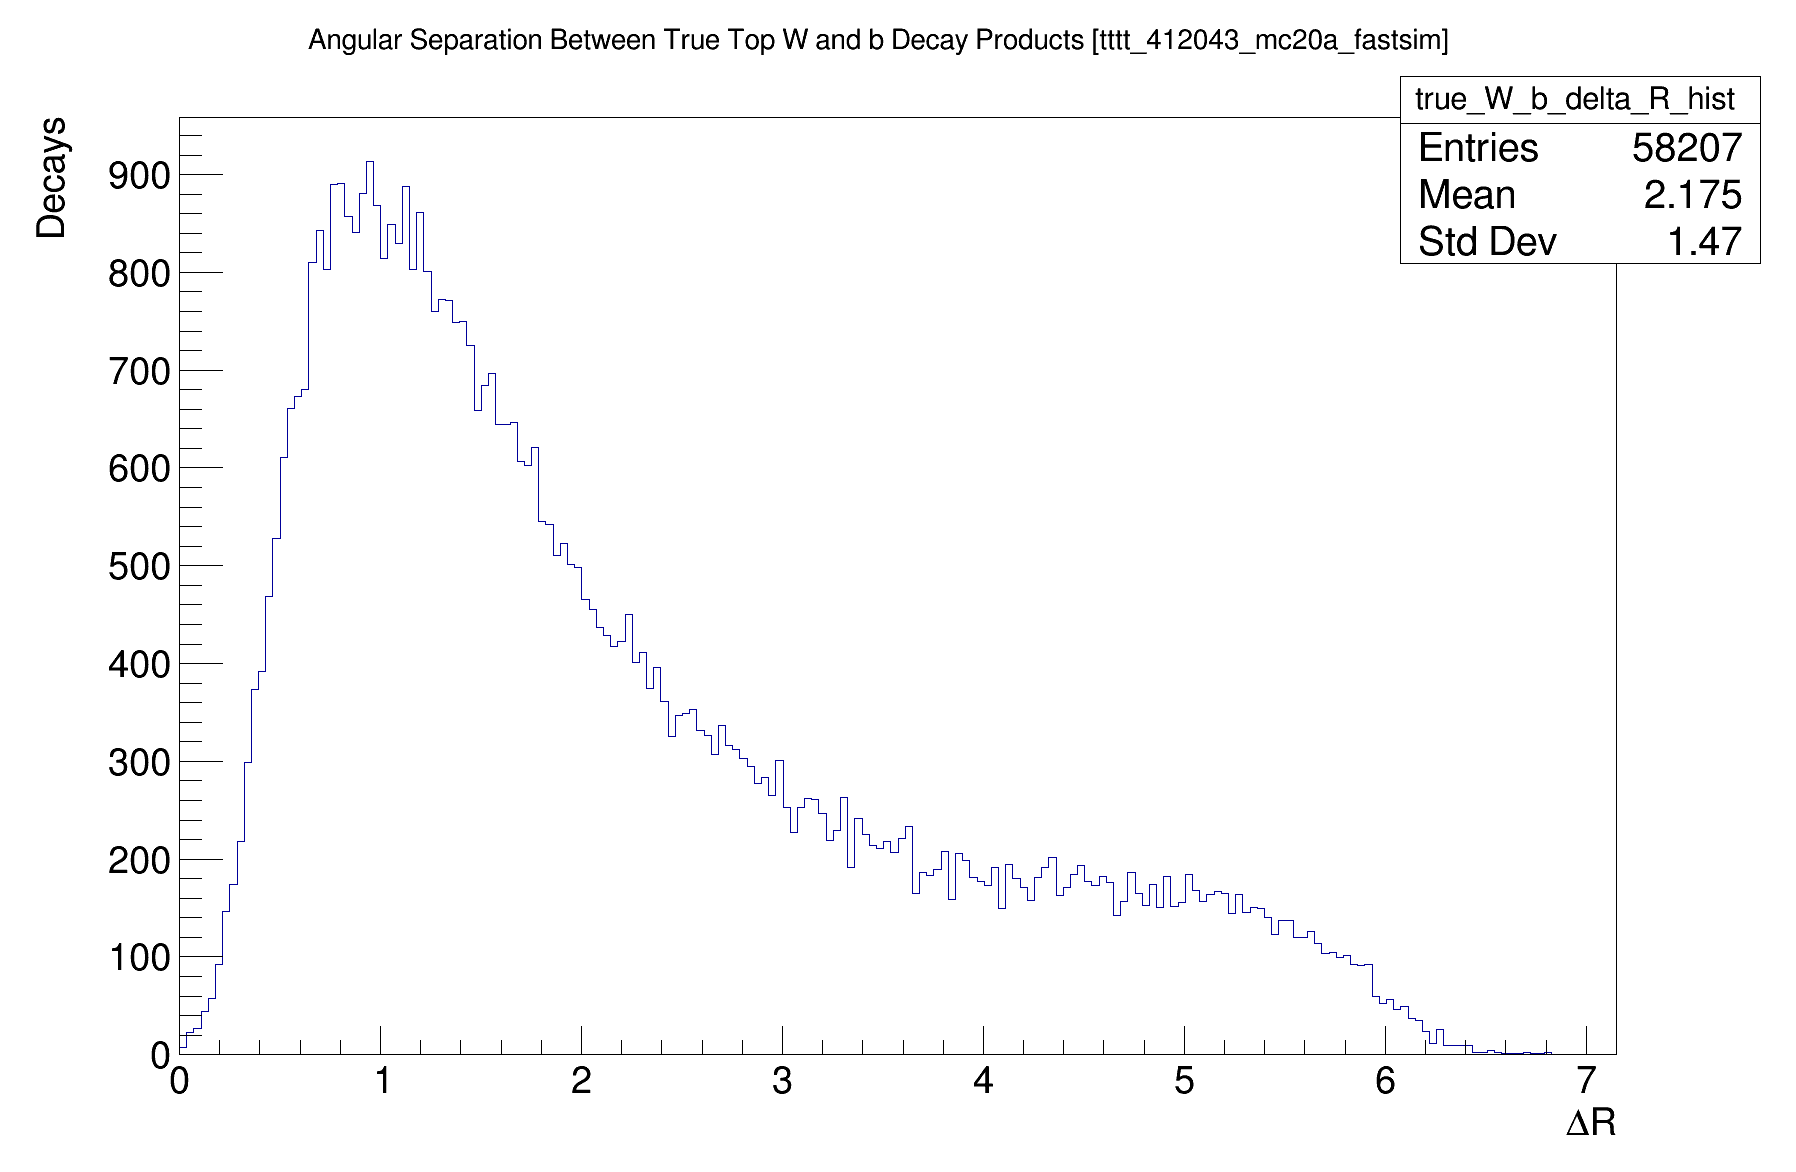 Angular Separation Between True Top W and b Decay Products [tttt_412043_mc20a_fastsim]
true_W_b_delta_R_hist
Entries 58207
Mean 2.175
Std Dev 1.47
Decays
900
800
700
600
500
400
300
200
100
0
0 1 2 3 4 5 6 7
ΔR